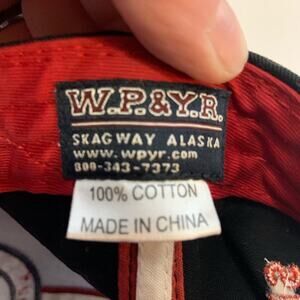 W.P.&Y.R.
SKAGWAY ALASKA
www.wpyr.com
800-343-7373
100% COTTON
MADE IN CHINA